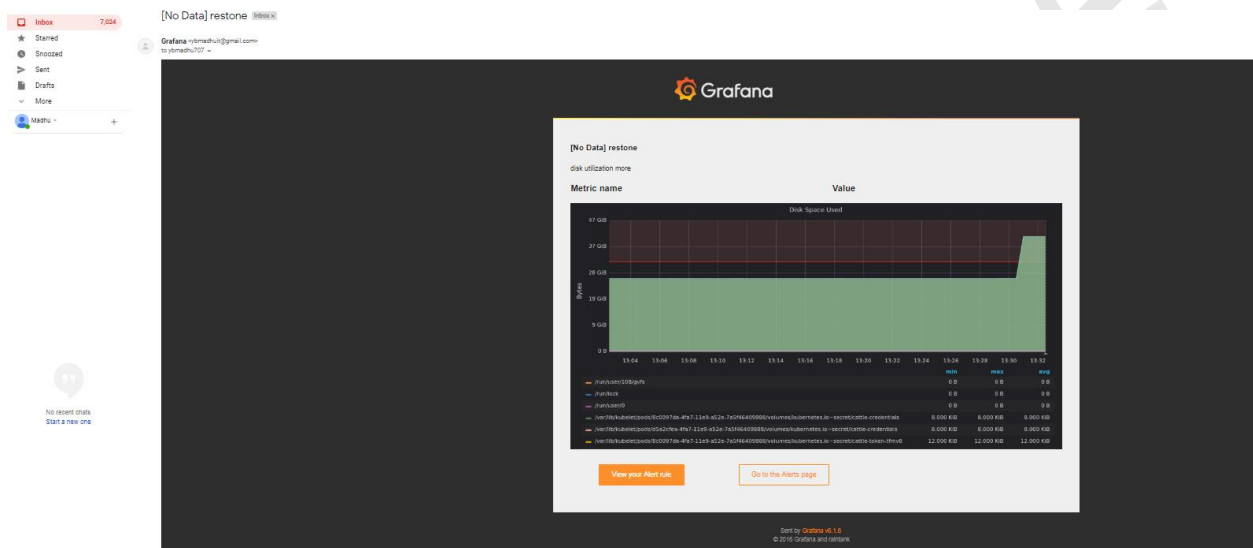 [No Data] restone Inbox x
Inbox 7,024
Starred
Snoozed
Sent
Drafts
More
Madhu
+
No recent chats
Start a new one
Grafana <ybmadhuit@gmail.com>
to ybmadhu707
Grafana
[No Data] restone
disk utilization more
Metric name Value
Disk Space Used
Bytes
47 GiB
37 GiB
28 GiB
19 GiB
9 GiB
0 B
13:04 13:06 13:08 13:10 13:12 13:14 13:16 13:18 13:20 13:22 13:24 13:26 13:28 13:30 13:32
min max avg
/run/user/108/gvfs 0 B 0 B 0 B
/run/lock 0 B 0 B 0 B
/run/user/0 0 B 0 B 0 B
8.000 KiB 8.000 KiB 8.000 KiB
8.000 KiB 8.000 KiB 8.000 KiB
12.000 KiB 12.000 KiB 12.000 KiB
View your Alert rule
Go to the Alerts page
Sent by Grafana v6.1.6
© 2016 Grafana and raintank